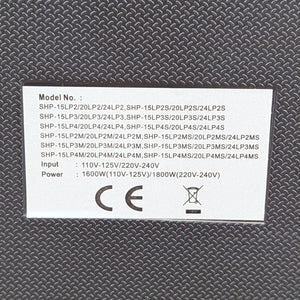 Model No. :
SHP-15LP2/20LP2/24LP2,SHP-15LP2S/20LP2S/24LP2S
SHP-15LP3/20LP3/24LP3,SHP-15LP3S/20LP3S/24LP3S
SHP-15LP4/20LP4/24LP4,SHP-15LP4S/20LP4S/24LP4S
SHP-15LP2M/20LP2M/24LP2M,SHP-15LP2MS/20LP2MS/24LP2MS
SHP-15LP3M/20LP3M/24LP3M,SHP-15LP3MS/20LP3MS/24LP3MS
SHP-15LP4M/20LP4M/24LP4M,SHP-15LP4MS/20LP4MS/24LP4MS
Input : 110V-125V/220V-240V
Power : 1600W(110V-125V)/1800W(220V-240V)
CE